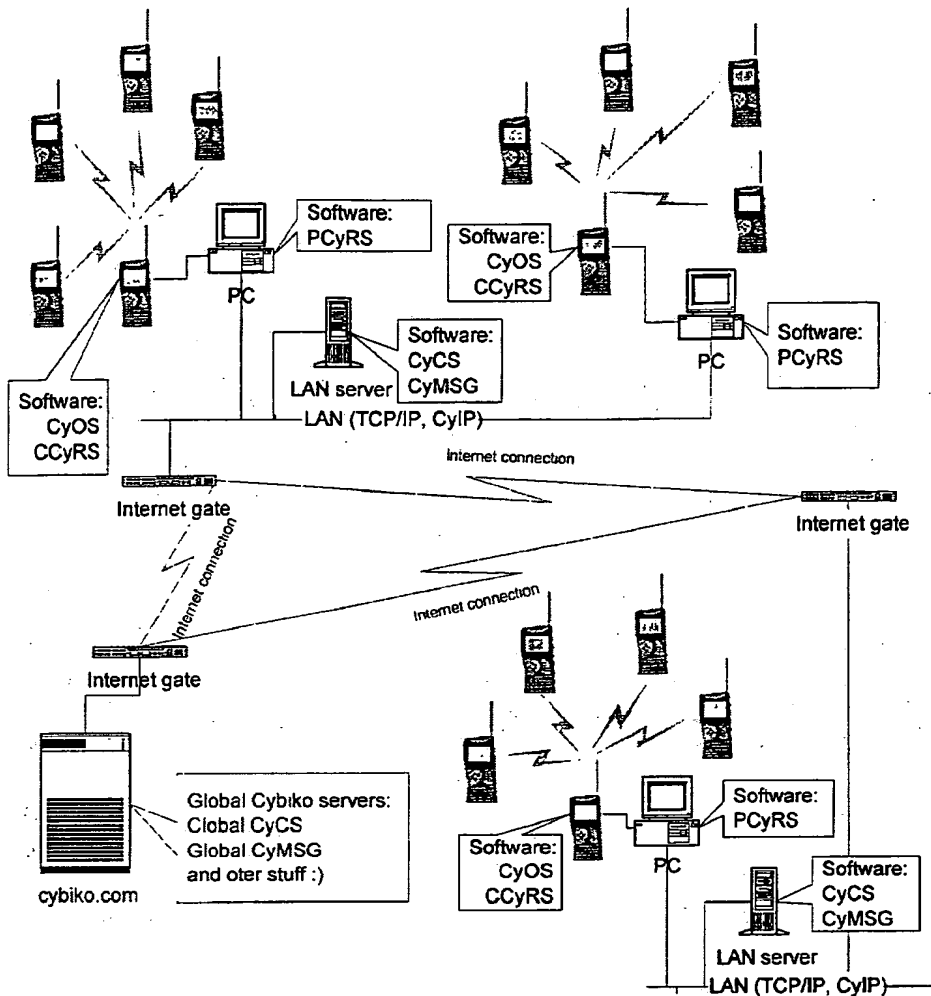 Software:
PCyRS
PC
Software:
CyOS
CCyRS
Software:
PCyRS
PC
Software:
CyCS
CyMSG
LAN server
Software:
CyOS
CCyRS
LAN (TCP/IP, CyIP)
Internet connection
Internet gate
Internet gate
Internet connection
Internet connection
Internet gate
Global Cybiko servers:
Clobal CyCS
Global CyMSG
and oter stuff :)
cybiko.com
Software:
PCyRS
PC
Software:
CyOS
CCyRS
Software:
CyCS
CyMSG
LAN server
LAN (TCP/IP, CyIP)